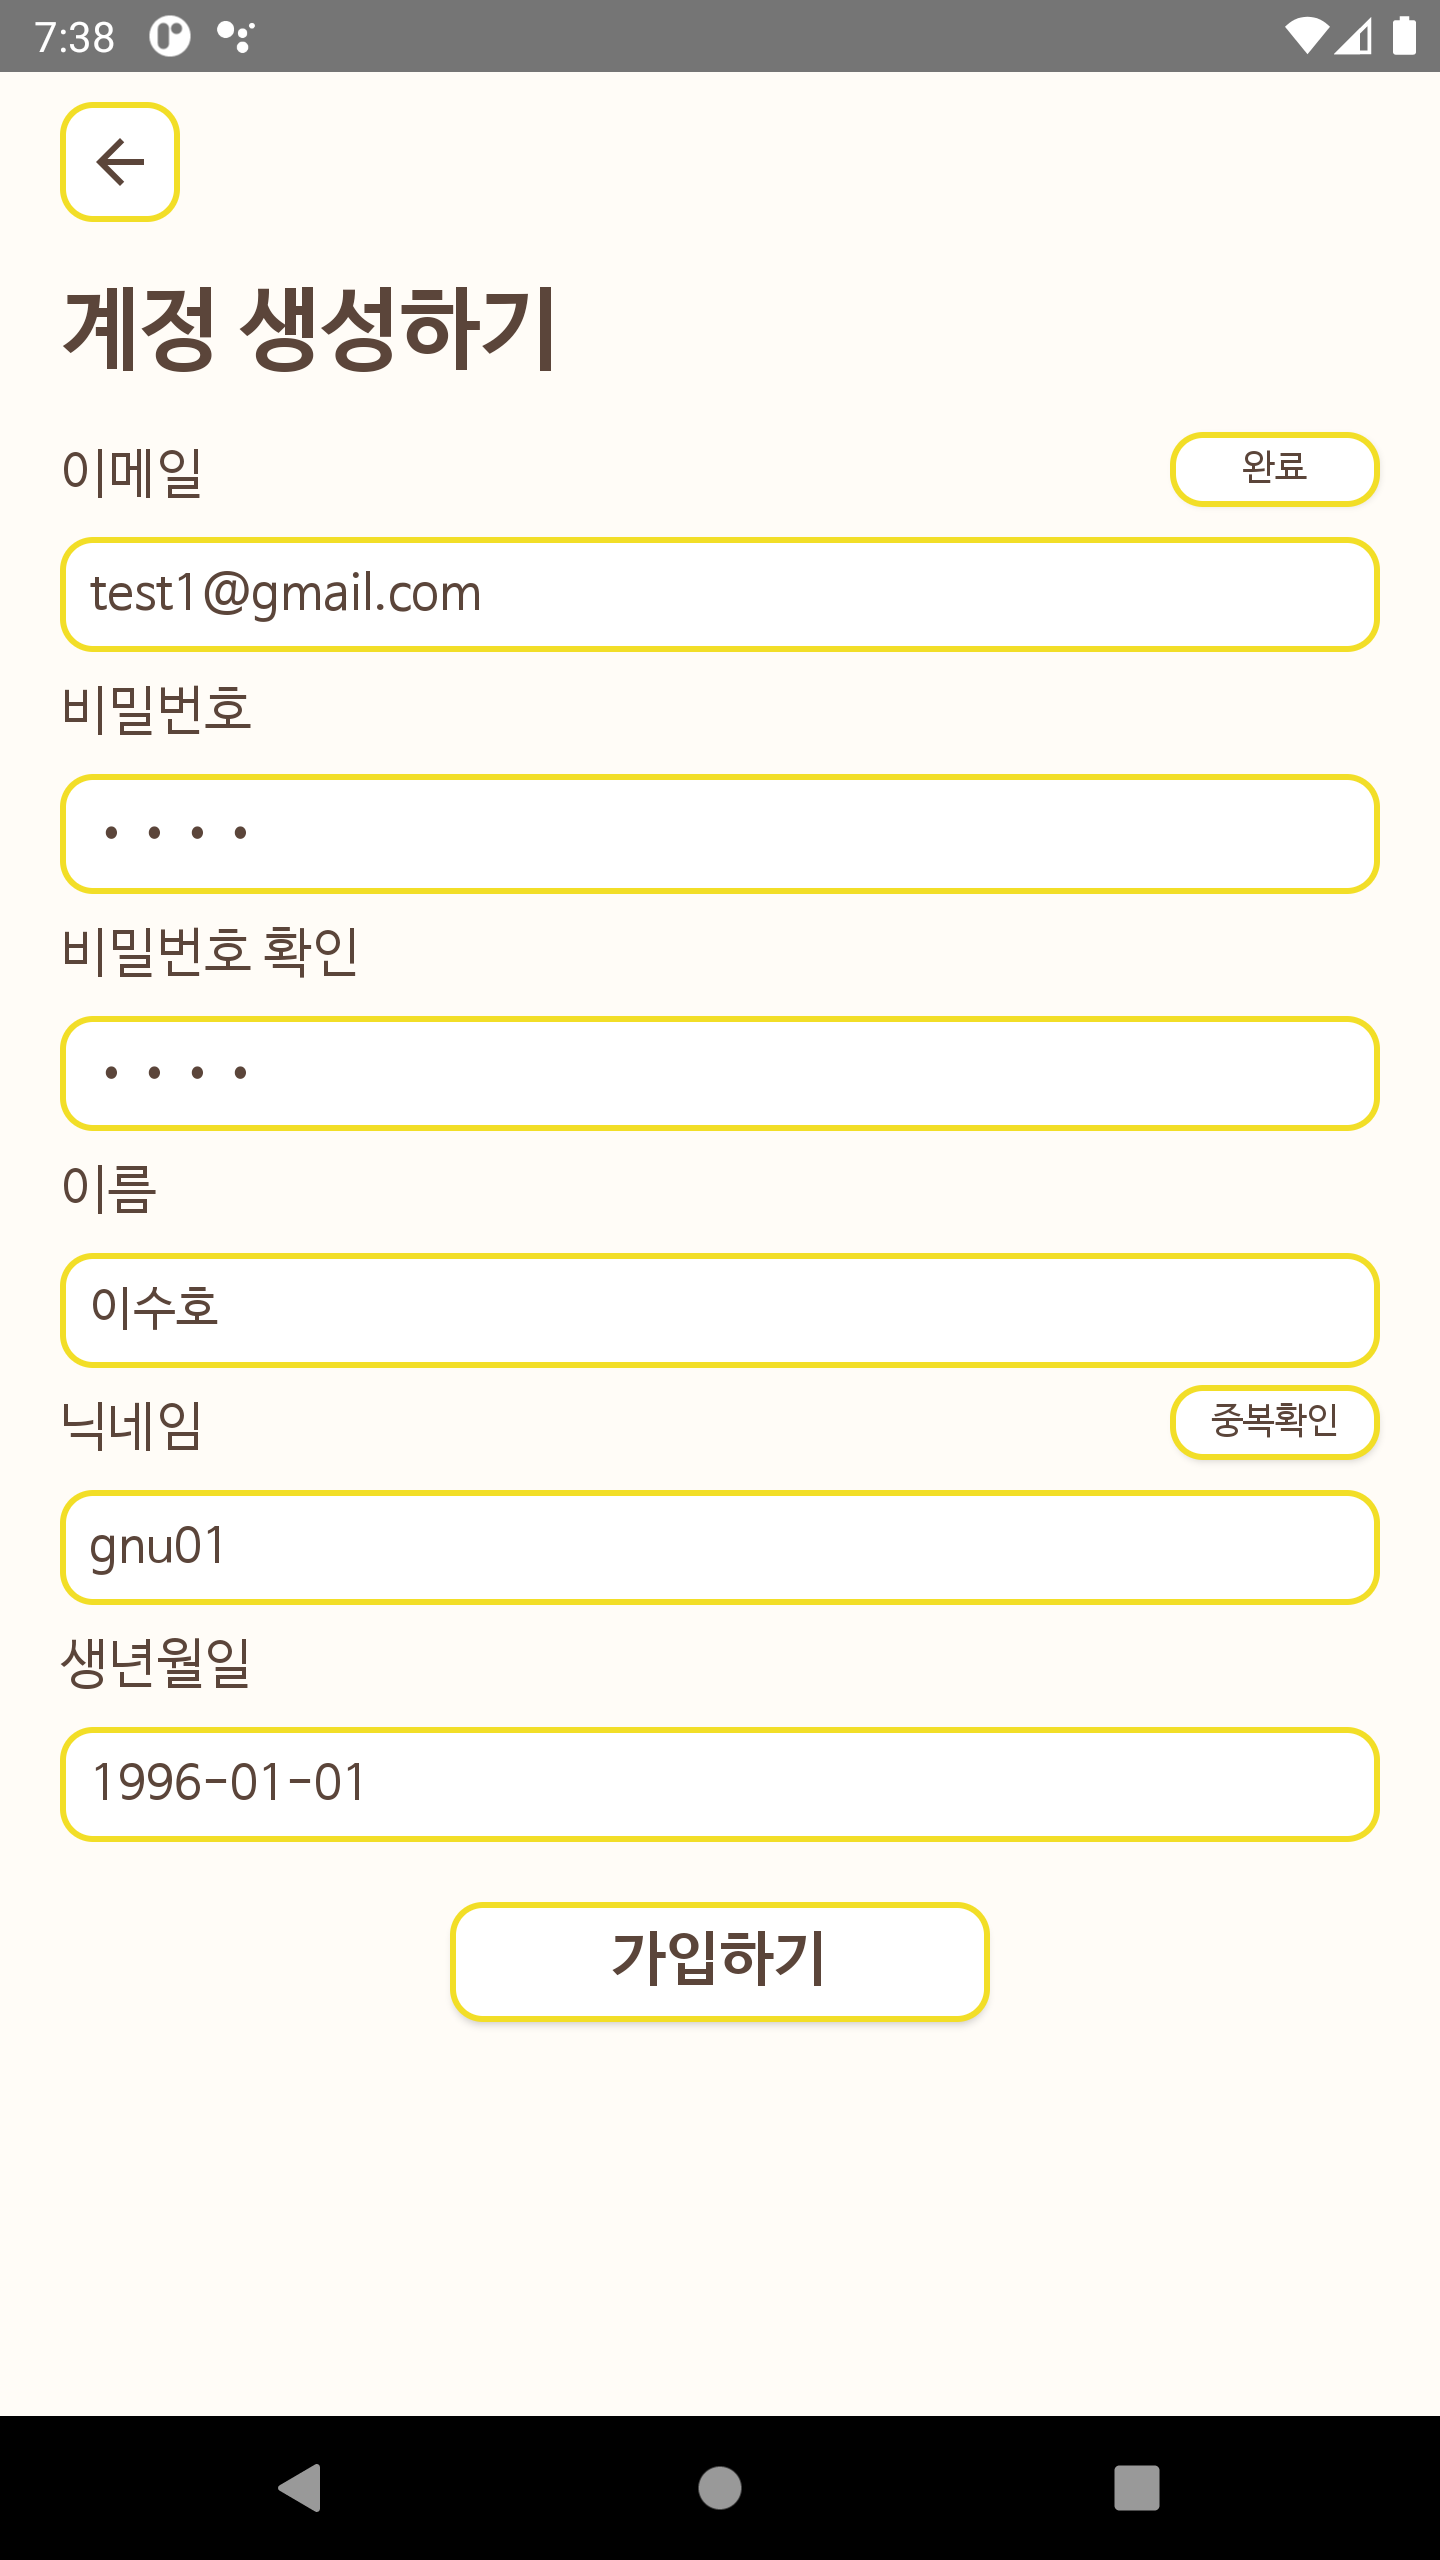 7:38
계정 생성하기
이메일 완료
test1@gmail.com
비밀번호
••••
비밀번호 확인
••••
이름
이수호
닉네임 중복확인
gnu01
생년월일
1996-01-01
가입하기